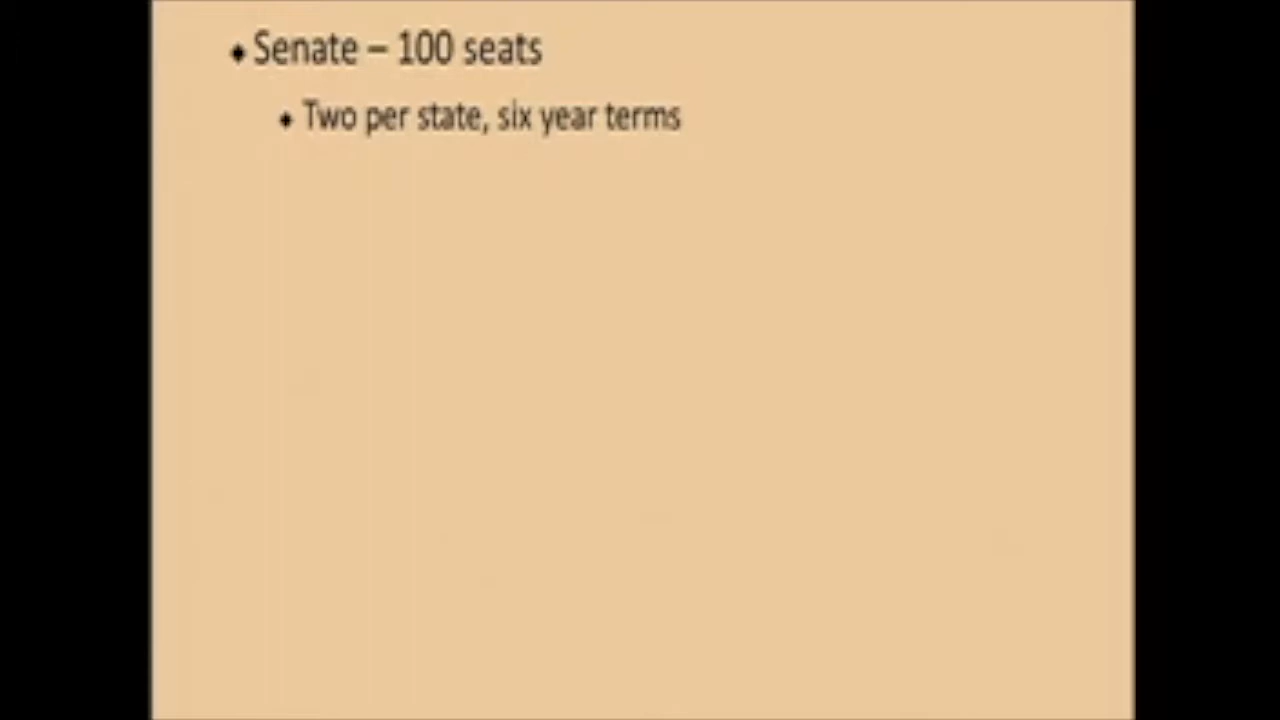 ⬧ Senate – 100 seats
⬧ Two per state, six year terms